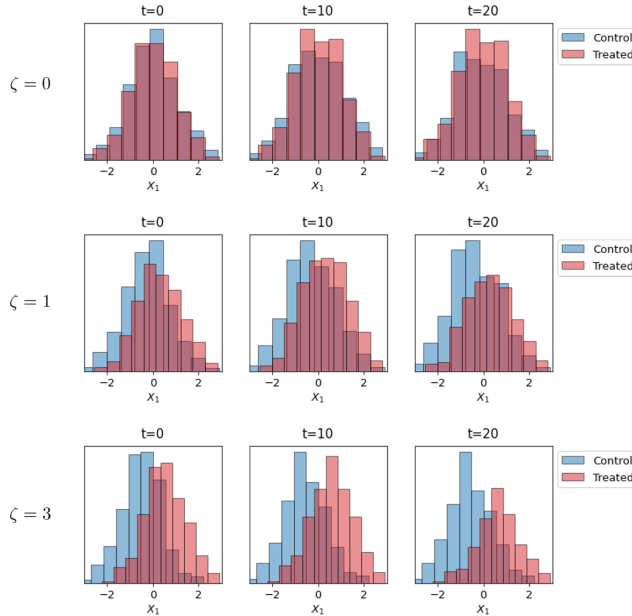 t=0 t=10 t=20
Control
Treated
ζ = 0
−2 0 2 −2 0 2 −2 0 2
X₁ X₁ X₁
t=0 t=10 t=20
Control
Treated
ζ = 1
−2 0 2 −2 0 2 −2 0 2
X₁ X₁ X₁
t=0 t=10 t=20
Control
Treated
ζ = 3
−2 0 2 −2 0 2 −2 0 2
X₁ X₁ X₁